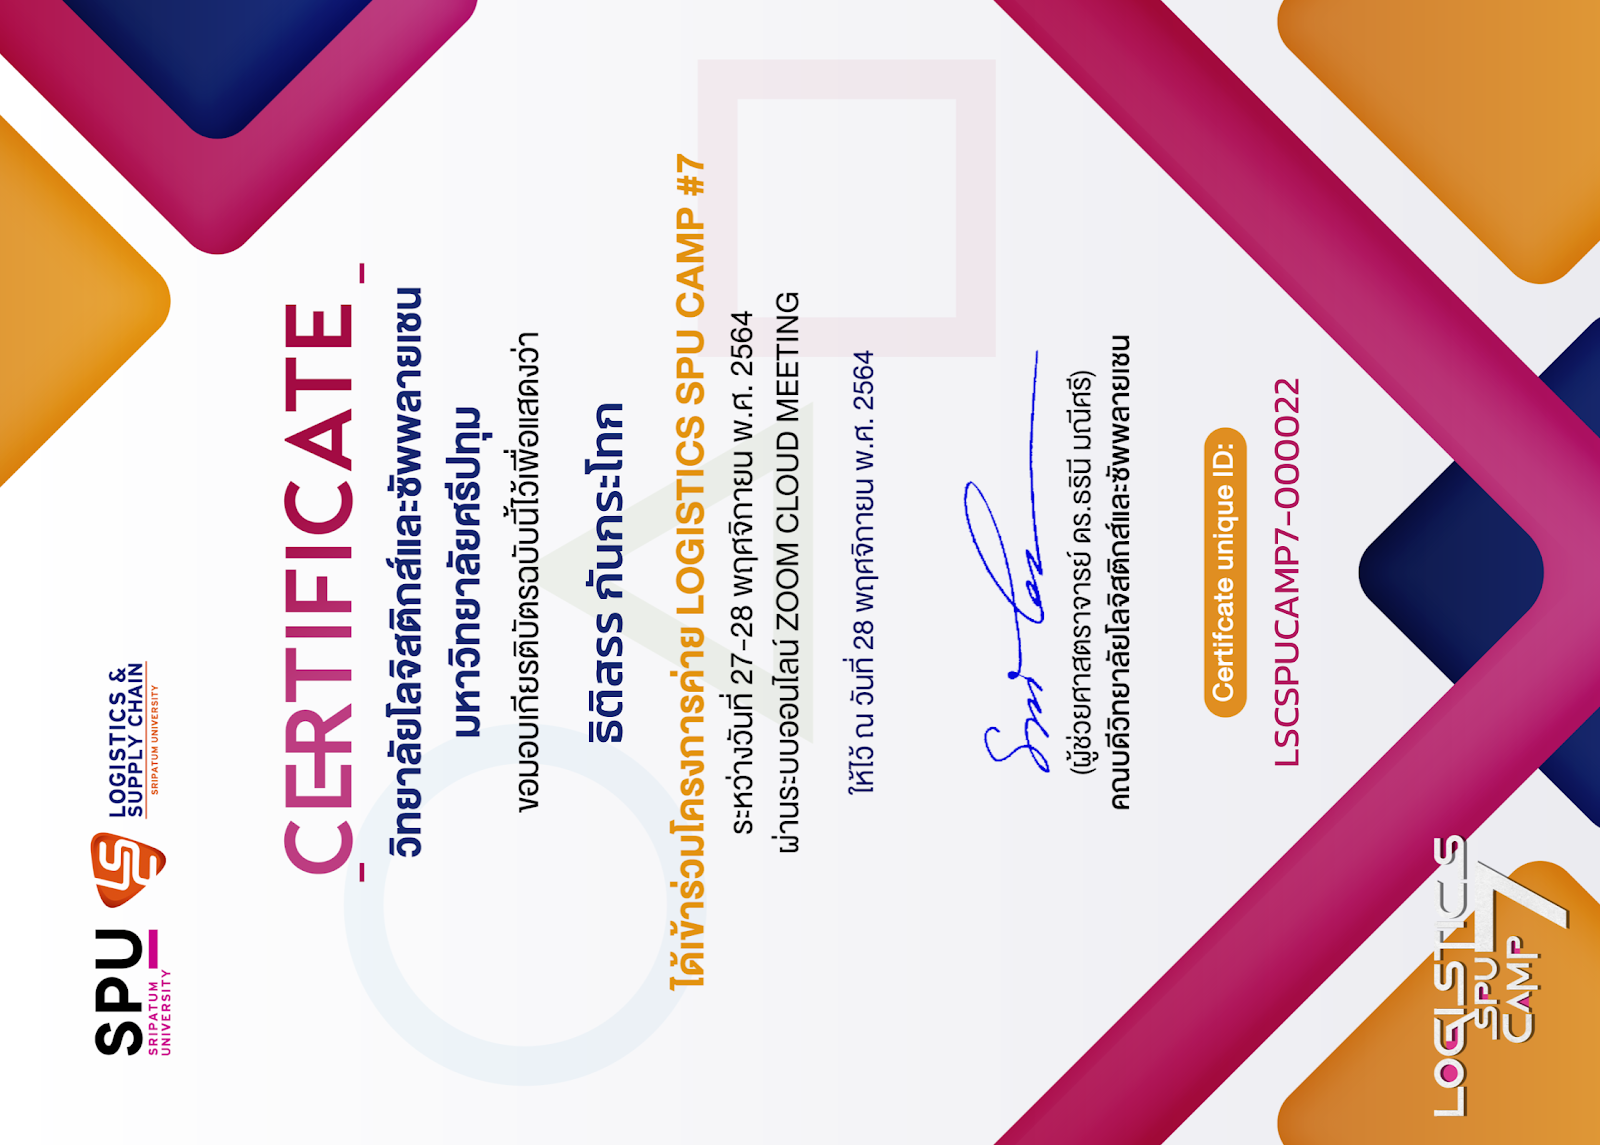 SPU
SRIPATUM
UNIVERSITY
LOGISTICS &
SUPPLY CHAIN
SRIPATUM UNIVERSITY
CERTIFICATE
วิทยาลัยโลจิสติกส์และซัพพลายเชน
มหาวิทยาลัยศรีปทุม
ขอมอบเกียรติบัตรฉบับนี้ไว้เพื่อแสดงว่า
ธิติสรร กันกระโทก
ได้เข้าร่วมโครงการค่าย LOGISTICS SPU CAMP #7
ระหว่างวันที่ 27-28 พฤศจิกายน พ.ศ. 2564
ผ่านระบบออนไลน์ ZOOM CLOUD MEETING
ให้ไว้ ณ วันที่ 28 พฤศจิกายน พ.ศ. 2564
(ผู้ช่วยศาสตราจารย์ ดร.ธรินี มณีศรี)
คณบดีวิทยาลัยโลจิสติกส์และซัพพลายเชน
Certifcate unique ID:
LSCSPUCAMP7-000022
LOGISTICS
SPU
CAMP 7